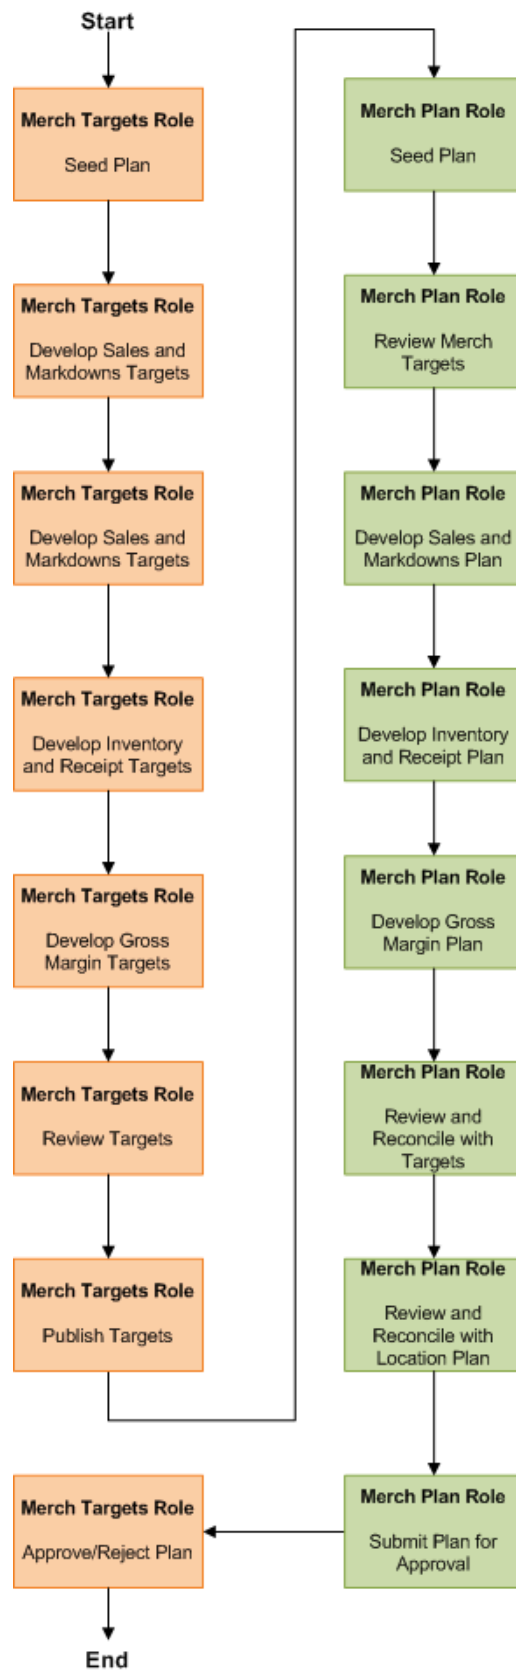 Start
Merch Targets Role
Seed Plan
Merch Targets Role
Develop Sales and
Markdowns Targets
Merch Targets Role
Develop Sales and
Markdowns Targets
Merch Targets Role
Develop Inventory
and Receipt Targets
Merch Targets Role
Develop Gross
Margin Targets
Merch Targets Role
Review Targets
Merch Targets Role
Publish Targets
Merch Plan Role
Seed Plan
Merch Plan Role
Review Merch
Targets
Merch Plan Role
Develop Sales and
Markdowns Plan
Merch Plan Role
Develop Inventory
and Receipt Plan
Merch Plan Role
Develop Gross
Margin Plan
Merch Plan Role
Review and
Reconcile with
Targets
Merch Plan Role
Review and
Reconcile with
Location Plan
Merch Plan Role
Submit Plan for
Approval
Merch Targets Role
Approve/Reject Plan
End